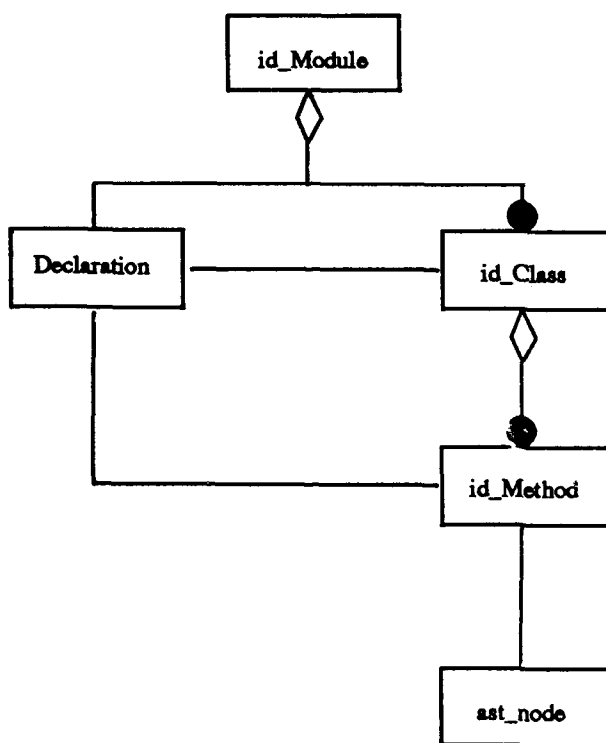 id_Module
Declaration
id_Class
id_Method
ast_node